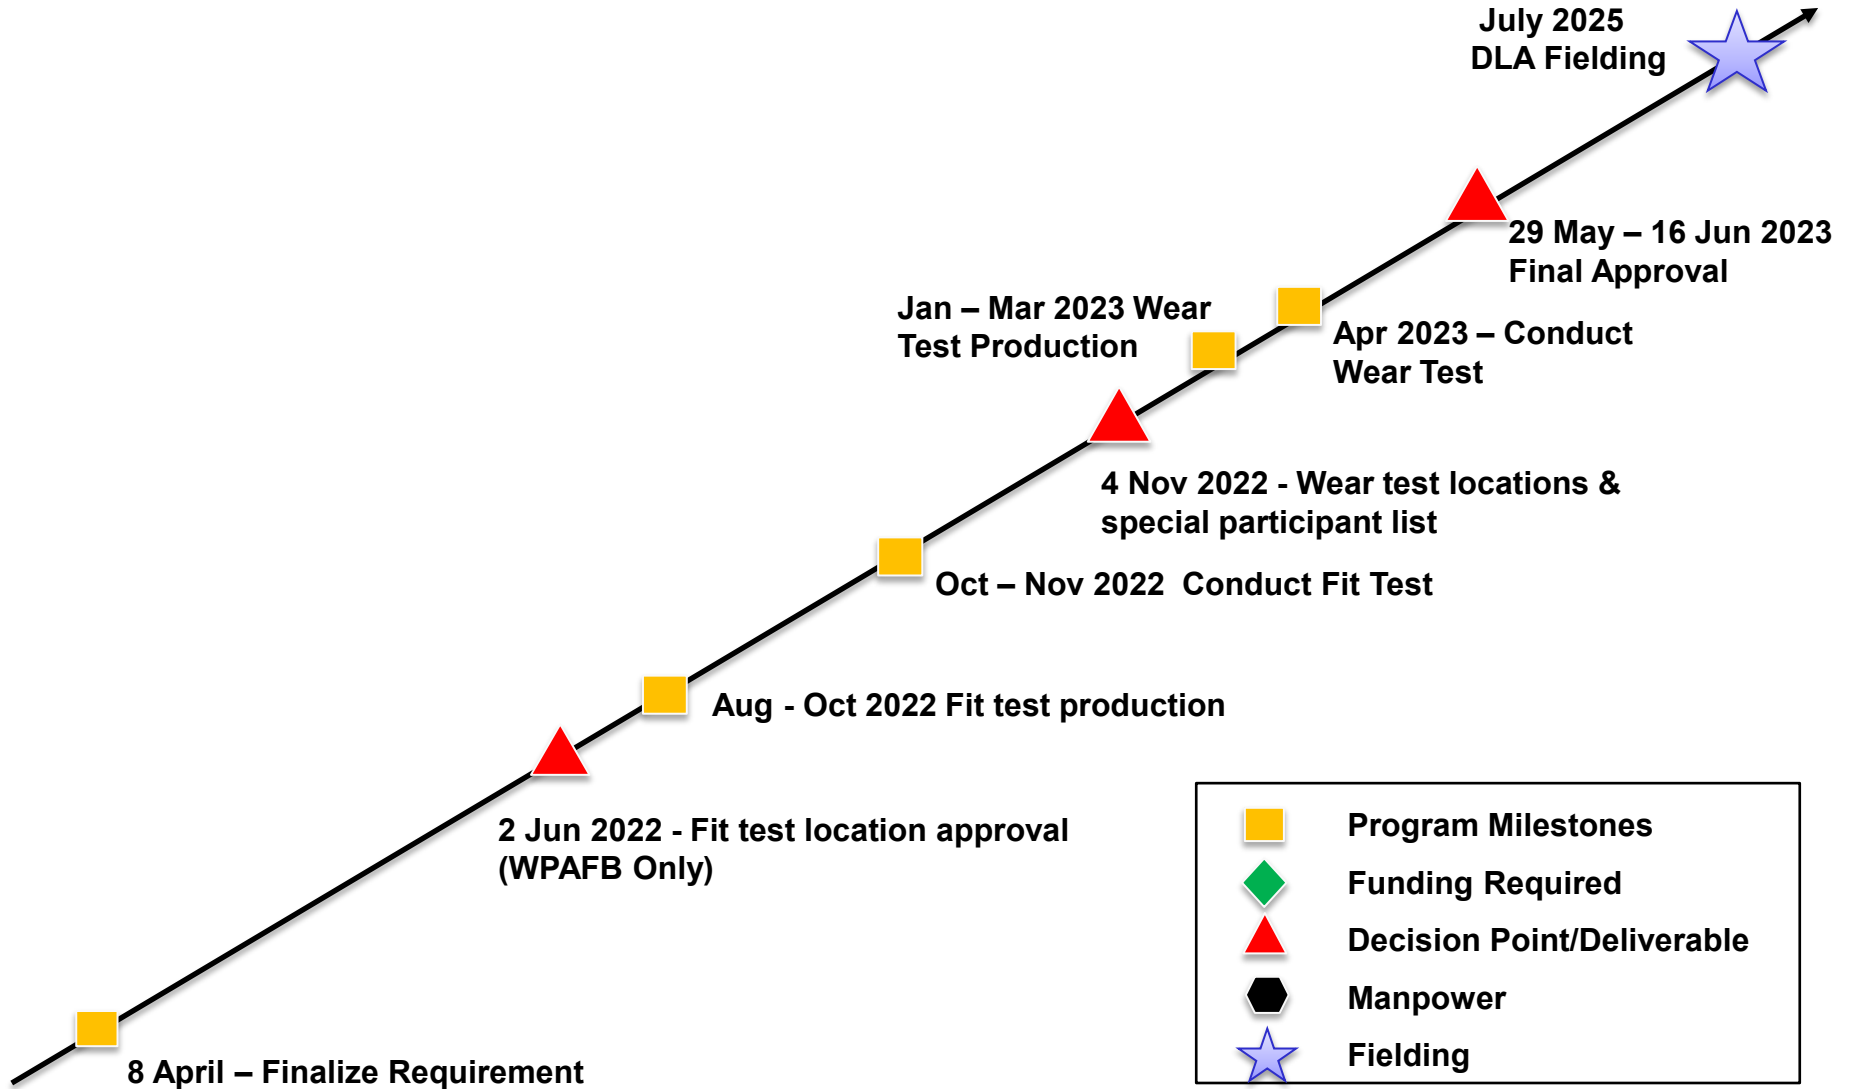 July 2025
DLA Fielding
29 May – 16 Jun 2023
Final Approval
Jan – Mar 2023 Wear
Test Production
Apr 2023 – Conduct
Wear Test
4 Nov 2022 - Wear test locations &
special participant list
Oct – Nov 2022  Conduct Fit Test
Aug - Oct 2022 Fit test production
2 Jun 2022 - Fit test location approval
(WPAFB Only)
8 April – Finalize Requirement
Program Milestones
Funding Required
Decision Point/Deliverable
Manpower
Fielding